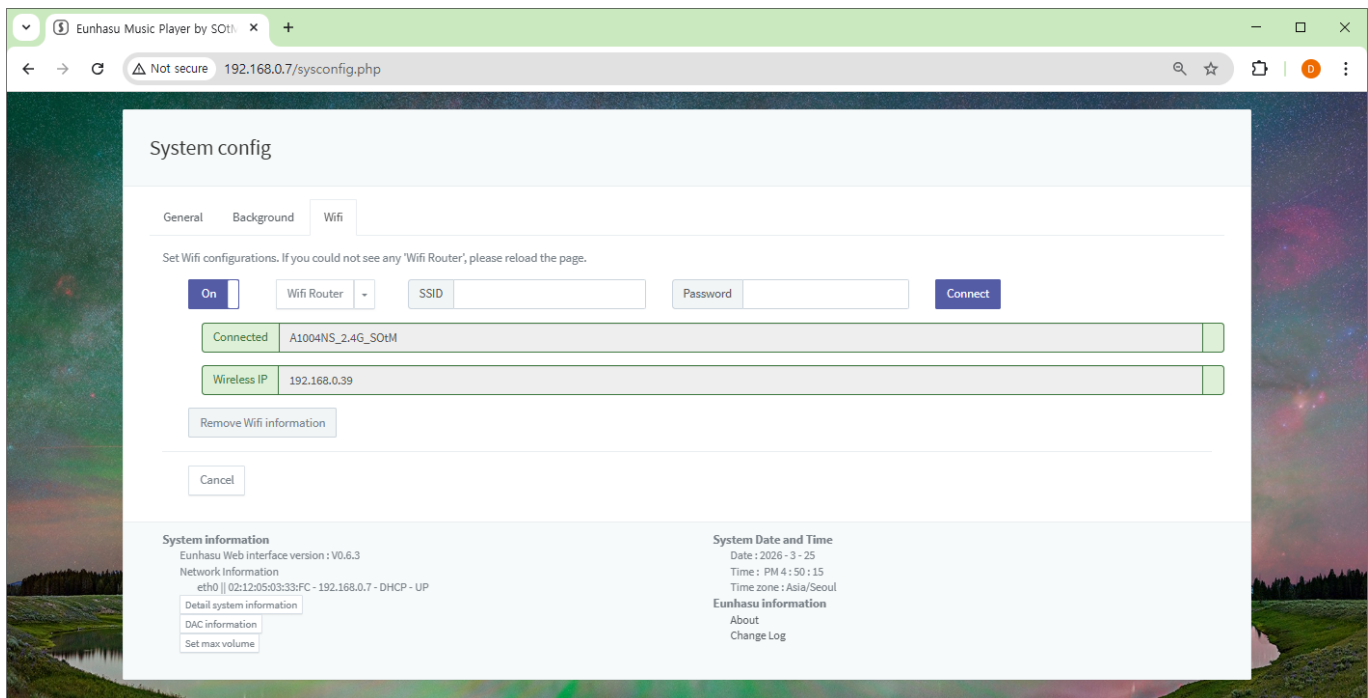 Eunhasu Music Player by SOtM
Not secure 192.168.0.7/sysconfig.php
D
System config
General Background Wifi
Set Wifi configurations. If you could not see any 'Wifi Router', please reload the page.
On Wifi Router SSID Password Connect
Connected A1004NS_2.4G_SOtM
Wireless IP 192.168.0.39
Remove Wifi information
Cancel
System information
Eunhasu Web interface version : V0.6.3
Network Information
eth0 || 02:12:05:03:33:FC - 192.168.0.7 - DHCP - UP
Detail system information
DAC information
Set max volume
System Date and Time
Date : 2026 - 3 - 25
Time : PM 4 : 50 : 15
Time zone : Asia/Seoul
Eunhasu information
About
Change Log